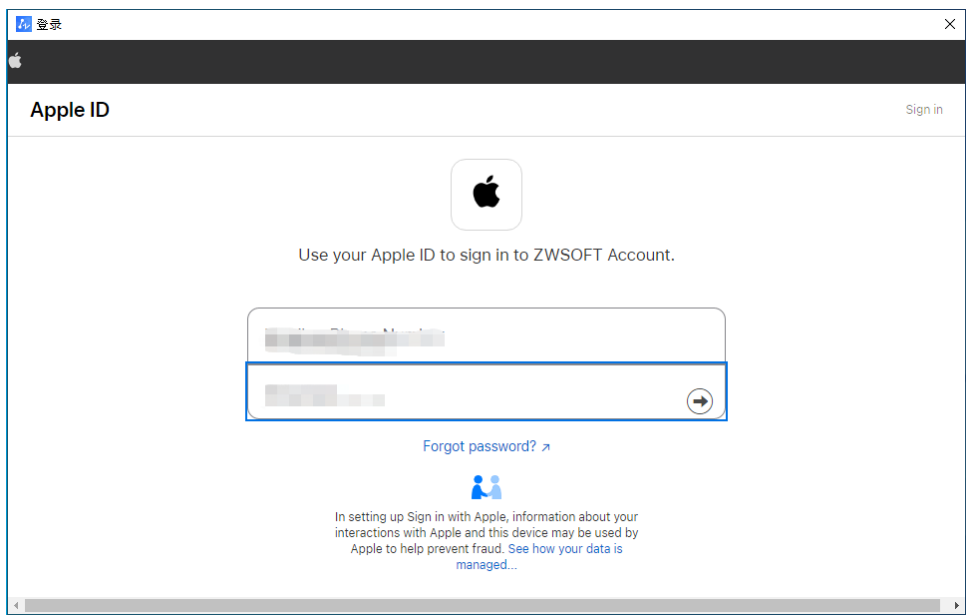 登录
Apple ID
Sign in
Use your Apple ID to sign in to ZWSOFT Account.
Forgot password? ↗
In setting up Sign in with Apple, information about your
interactions with Apple and this device may be used by
Apple to help prevent fraud. See how your data is
managed...